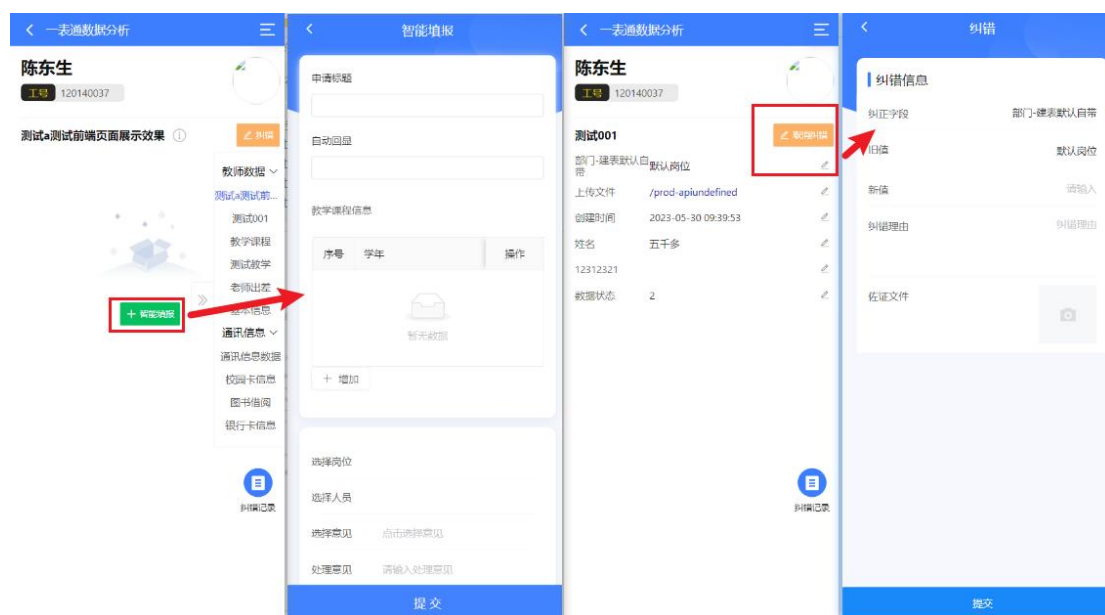 一表通数据分析
陈东生
工号 120140037
测试a测试前端页面展示效果
纠错
教师数据
测试a测试前...
测试001
教学课程
测试教学
老师出差
基本信息
通讯信息
通讯信息数据
校园卡信息
图书借阅
银行卡信息
+ 智能填报
纠错记录
智能填报
申请标题
自动回显
教学课程信息
序号 学年 操作
暂无数据
+ 增加
选择岗位
选择人员
选择意见 点击选择意见
处理意见 请输入处理意见
提交
一表通数据分析
陈东生
工号 120140037
测试001
取消纠错
部门-建表默认自带 默认岗位
上传文件 /prod-apiundefined
创建时间 2023-05-30 09:39:53
姓名 五千多
12312321
数据状态 2
纠错记录
纠错
纠错信息
纠正字段 部门-建表默认自带
旧值 默认岗位
新值 请输入
纠错理由 纠错理由
佐证文件
提交